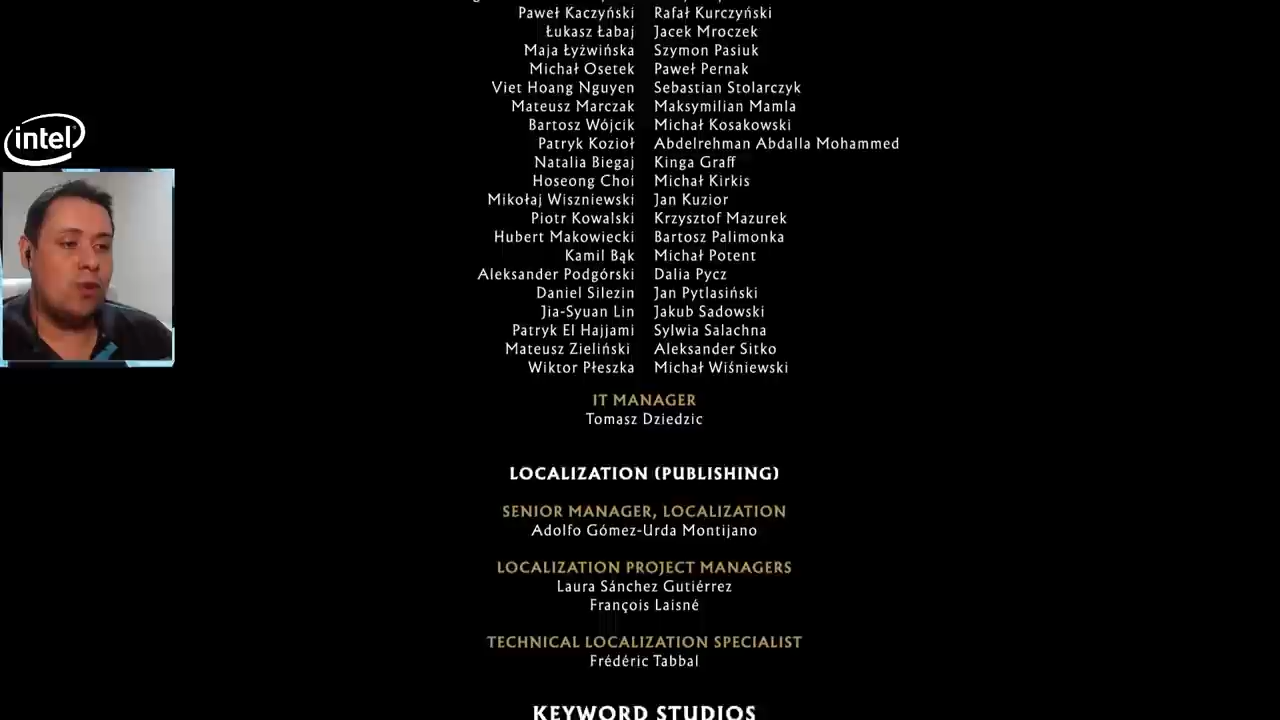 Paweł Kaczyński Rafał Kurczyński
Łukasz Łabaj Jacek Mroczek
Maja Łyżwińska Szymon Pasiuk
Michał Osetek Paweł Pernak
Viet Hoang Nguyen Sebastian Stolarczyk
Mateusz Marczak Maksymilian Mamla
Bartosz Wójcik Michał Kosakowski
Patryk Kozioł Abdelrehman Abdalla Mohammed
Natalia Biegaj Kinga Graff
Hoseong Choi Michał Kirkis
Mikołaj Wiszniewski Jan Kuzior
Piotr Kowalski Krzysztof Mazurek
Hubert Makowiecki Bartosz Palimonka
Kamil Bąk Michał Potent
Aleksander Podgórski Dalia Pycz
Daniel Silezin Jan Pytlasiński
Jia-Syuan Lin Jakub Sadowski
Patryk El Hajjami Sylwia Salachna
Mateusz Zieliński Aleksander Sitko
Wiktor Płeszka Michał Wiśniewski
intel
IT MANAGER
Tomasz Dziedzic
LOCALIZATION (PUBLISHING)
SENIOR MANAGER, LOCALIZATION
Adolfo Gómez-Urda Montijano
LOCALIZATION PROJECT MANAGERS
Laura Sánchez Gutiérrez
François Laisné
TECHNICAL LOCALIZATION SPECIALIST
Frédéric Tabbal
KEYWORD STUDIOS